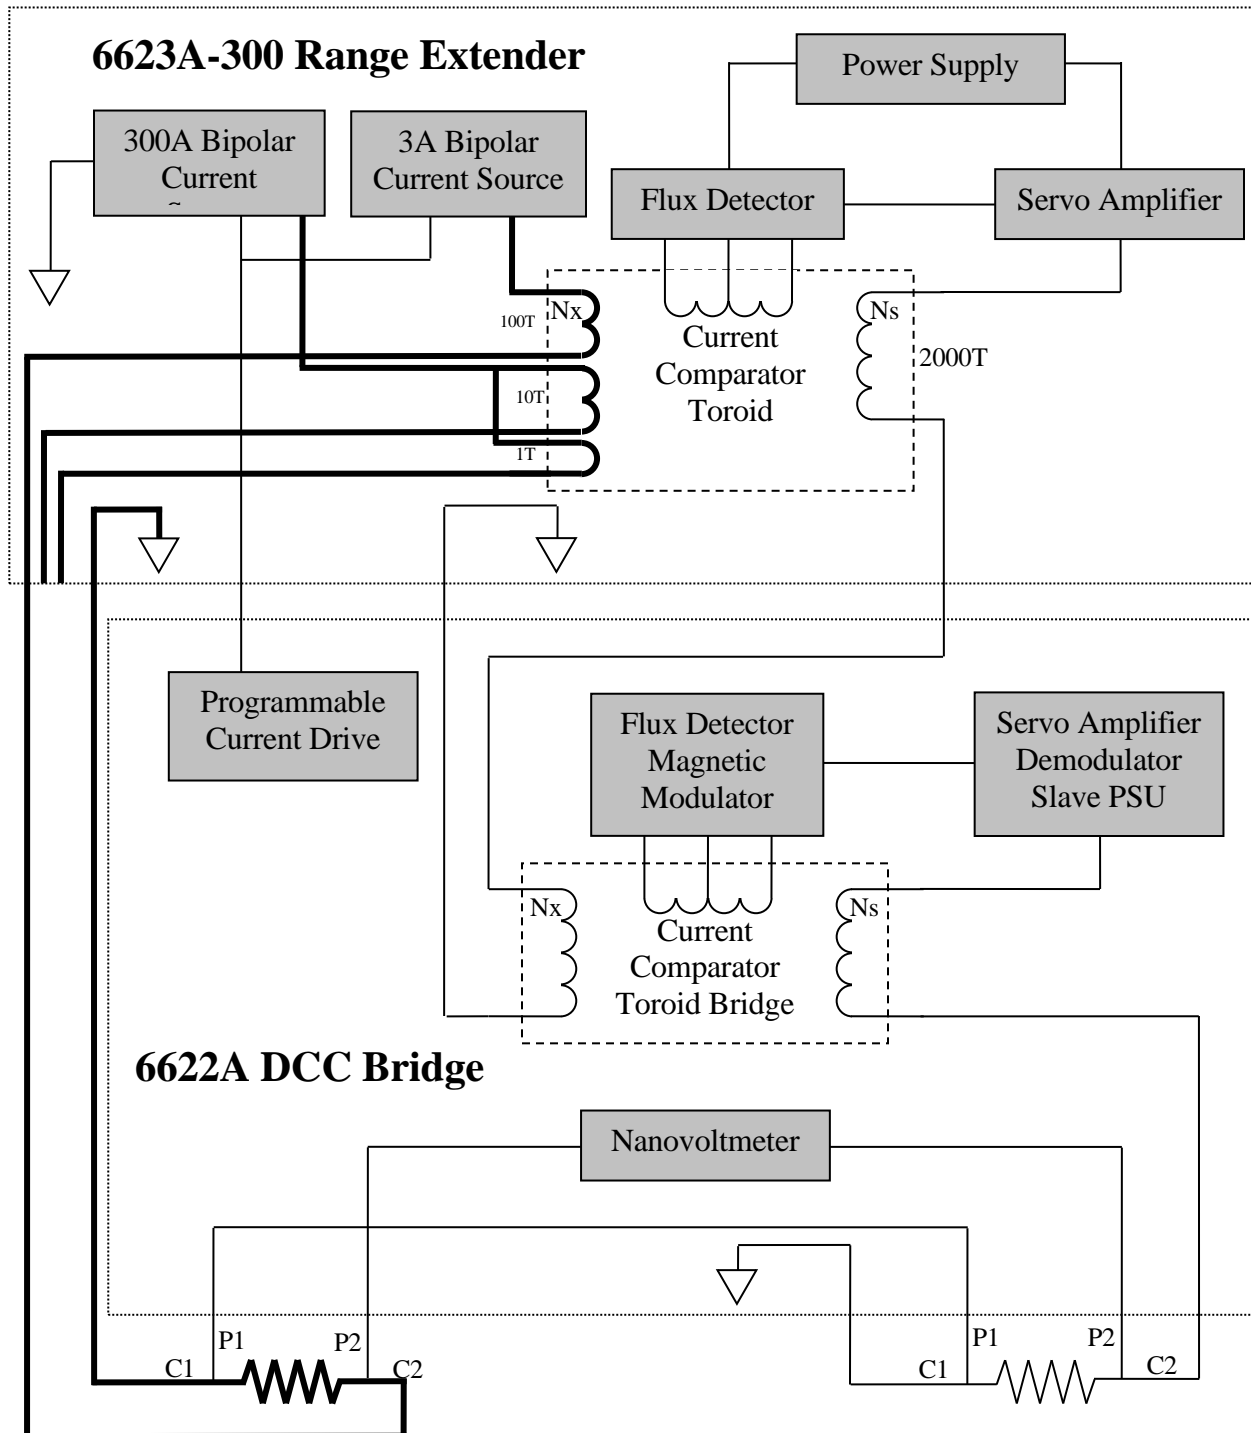 6623A-300 Range Extender
Power Supply
300A Bipolar
Current
3A Bipolar
Current Source
Flux Detector
Servo Amplifier
Nx
100T
10T
1T
Current
Comparator
Toroid
Ns
2000T
Programmable
Current Drive
Flux Detector
Magnetic
Modulator
Servo Amplifier
Demodulator
Slave PSU
Nx
Current
Comparator
Toroid Bridge
Ns
6622A DCC Bridge
Nanovoltmeter
P1
P2
C1
C2
P1
P2
C1
C2